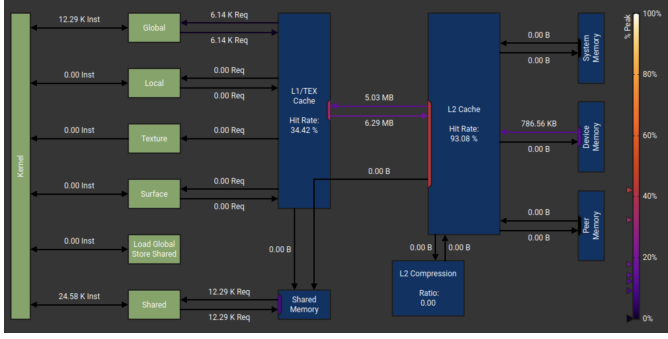 Kernel
12.29 K Inst
Global
6.14 K Req
6.14 K Req
0.00 Inst
Local
0.00 Req
0.00 Req
0.00 Inst
Texture
0.00 Req
0.00 Inst
Surface
0.00 Req
0.00 Req
0.00 Inst
Load Global
Store Shared
24.58 K Inst
Shared
12.29 K Req
12.29 K Req
L1/TEX
Cache
Hit Rate:
34.42 %
0.00 B
Shared
Memory
5.03 MB
6.29 MB
0.00 B
L2 Cache
Hit Rate:
93.08 %
0.00 B
0.00 B
L2 Compression
Ratio:
0.00
0.00 B
0.00 B
System
Memory
786.56 KB
0.00 B
Device
Memory
0.00 B
0.00 B
Peer
Memory
% Peak
100%
80%
60%
40%
20%
0%